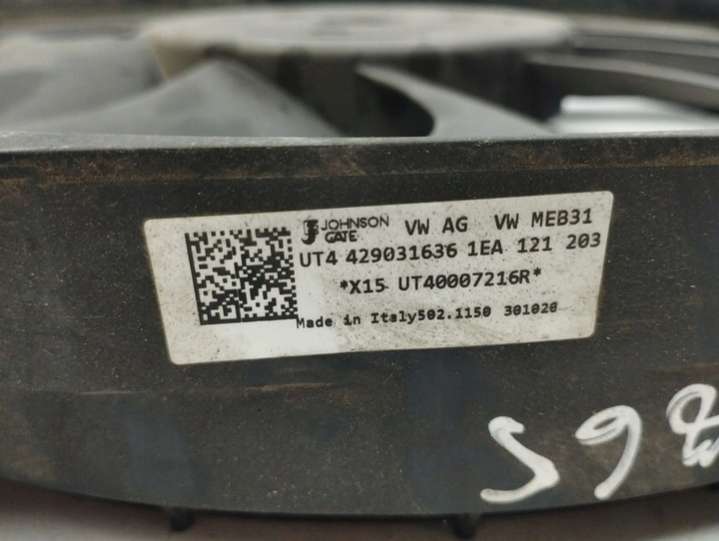 JOHNSON GATE VW AG VW MEB31
UT4 429031636 1EA 121 203
*X15 UT40007216R*
Made in Italy502.1150 301020